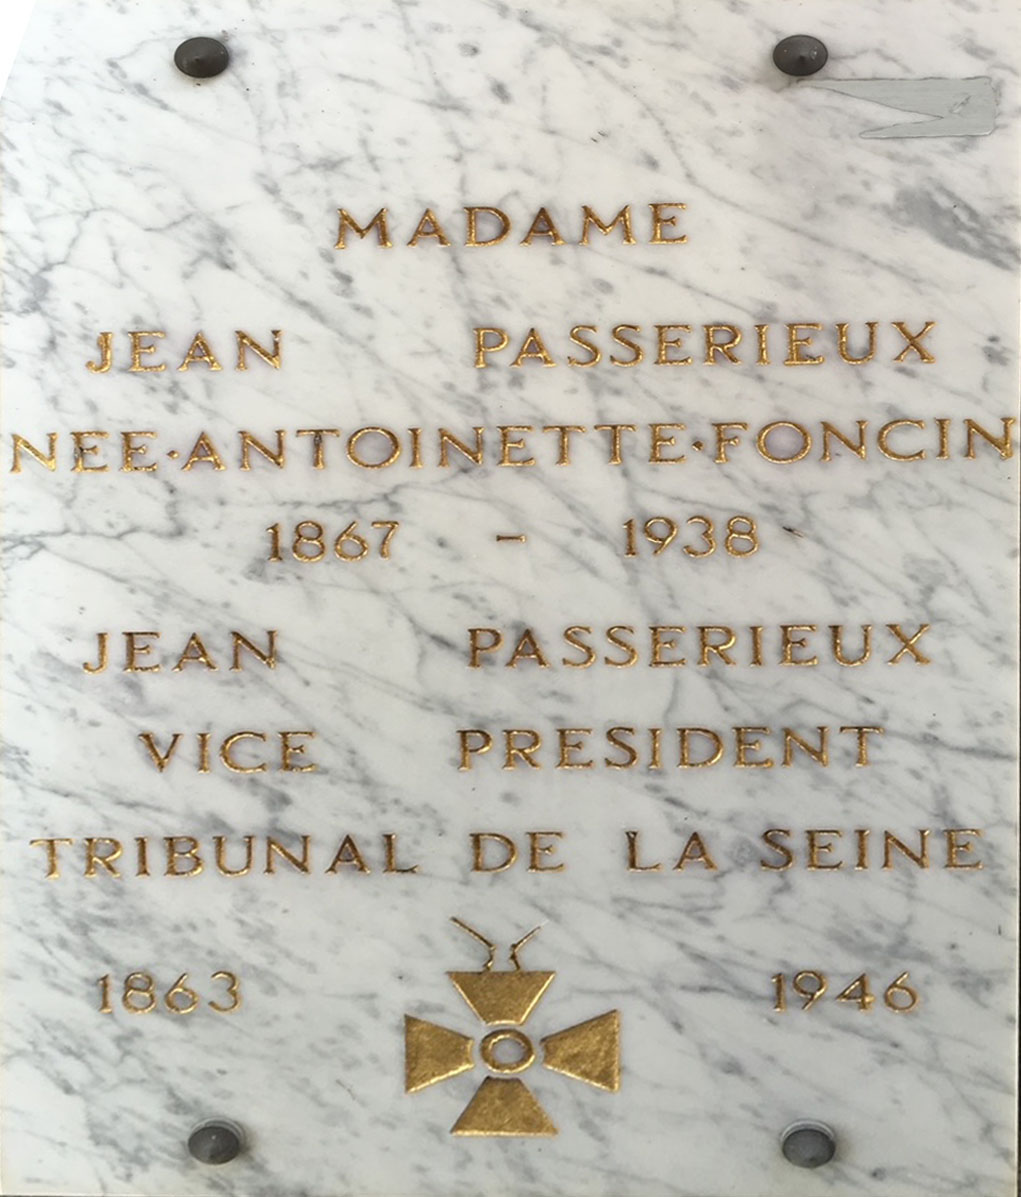 MADAME
JEAN PASSERIEUX
NEE·ANTOINETTE·FONCIN
1867 - 1938
JEAN PASSERIEUX
VICE PRESIDENT
TRIBUNAL DE LA SEINE
1863 1946